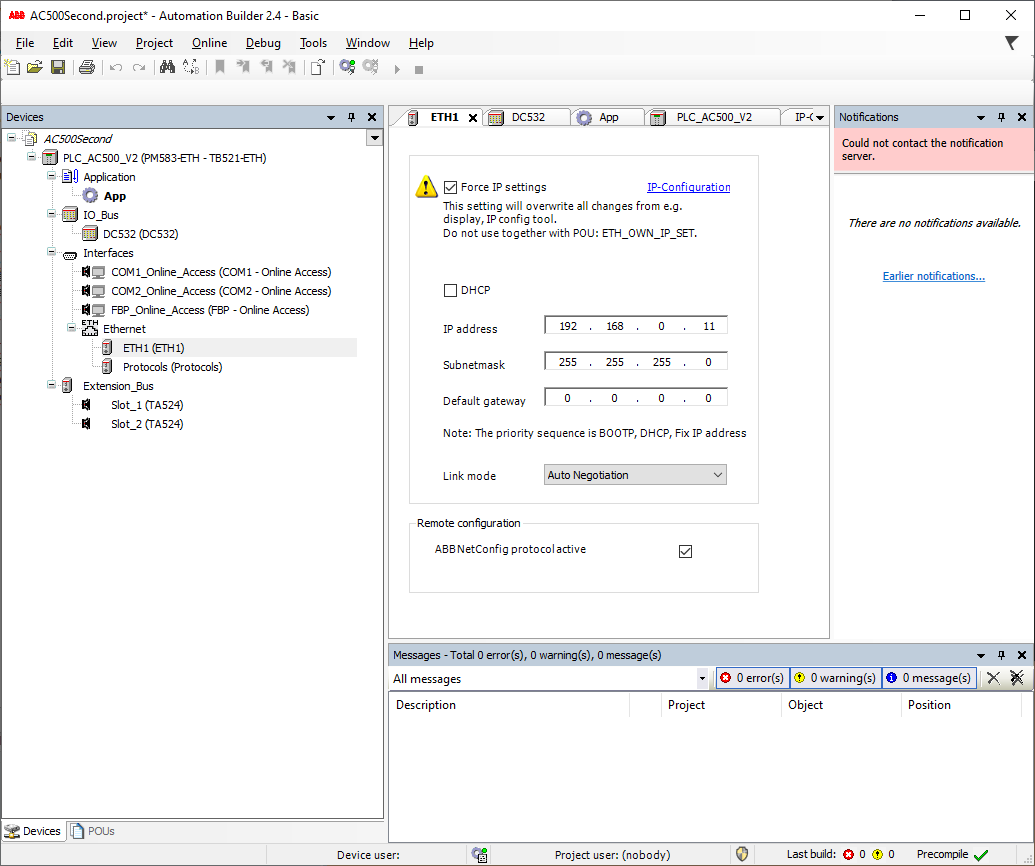 ABB AC500Second.project* - Automation Builder 2.4 - Basic
File Edit View Project Online Debug Tools Window Help
Devices
AC500Second
PLC_AC500_V2 (PM583-ETH - TB521-ETH)
Application
App
IO_Bus
DC532 (DC532)
Interfaces
COM1_Online_Access (COM1 - Online Access)
COM2_Online_Access (COM2 - Online Access)
FBP_Online_Access (FBP - Online Access)
ETH Ethernet
ETH1 (ETH1)
Protocols (Protocols)
Extension_Bus
Slot_1 (TA524)
Slot_2 (TA524)
Devices POUs
ETH1 DC532 App PLC_AC500_V2 IP-
Force IP settings IP-Configuration
This setting will overwrite all changes from e.g.
display, IP config tool.
Do not use together with POU: ETH_OWN_IP_SET.
DHCP
IP address 192 . 168 . 0 . 11
Subnetmask 255 . 255 . 255 . 0
Default gateway 0 . 0 . 0 . 0
Note: The priority sequence is BOOTP, DHCP, Fix IP address
Link mode Auto Negotiation
Remote configuration
ABB NetConfig protocol active
Notifications
Could not contact the notification
server.
There are no notifications available.
Earlier notifications...
Messages - Total 0 error(s), 0 warning(s), 0 message(s)
All messages 0 error(s) 0 warning(s) 0 message(s)
Description Project Object Position
Device user: Project user: (nobody) Last build: 0 0 Precompile